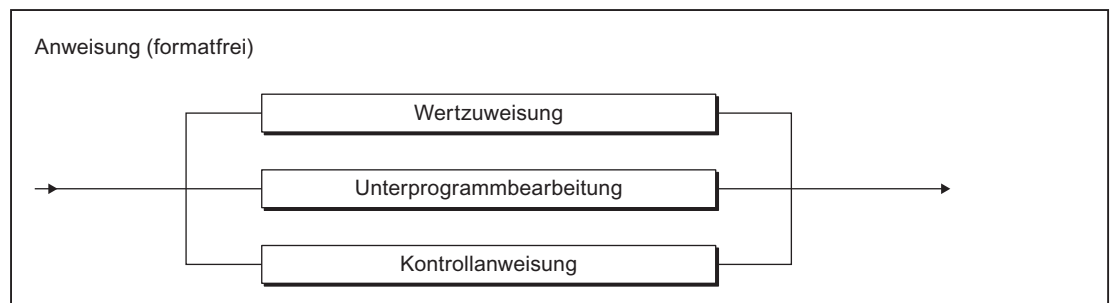 Anweisung (formatfrei)
Wertzuweisung
Unterprogrammbearbeitung
Kontrollanweisung